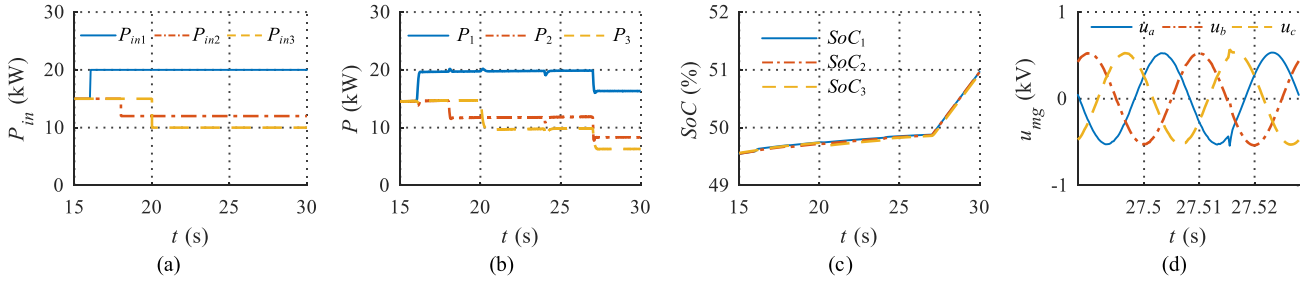 30
20
10
0
P_in (kW)
P_in1 P_in2 P_in3
15 20 25 30
t (s)
(a)
30
20
10
0
P (kW)
P_1 P_2 P_3
15 20 25 30
t (s)
(b)
52
51
50
49
SoC (%)
SoC_1
SoC_2
SoC_3
15 20 25 30
t (s)
(c)
1
0
-1
u_mg (kV)
u_a u_b u_c
27.5 27.51 27.52
t (s)
(d)